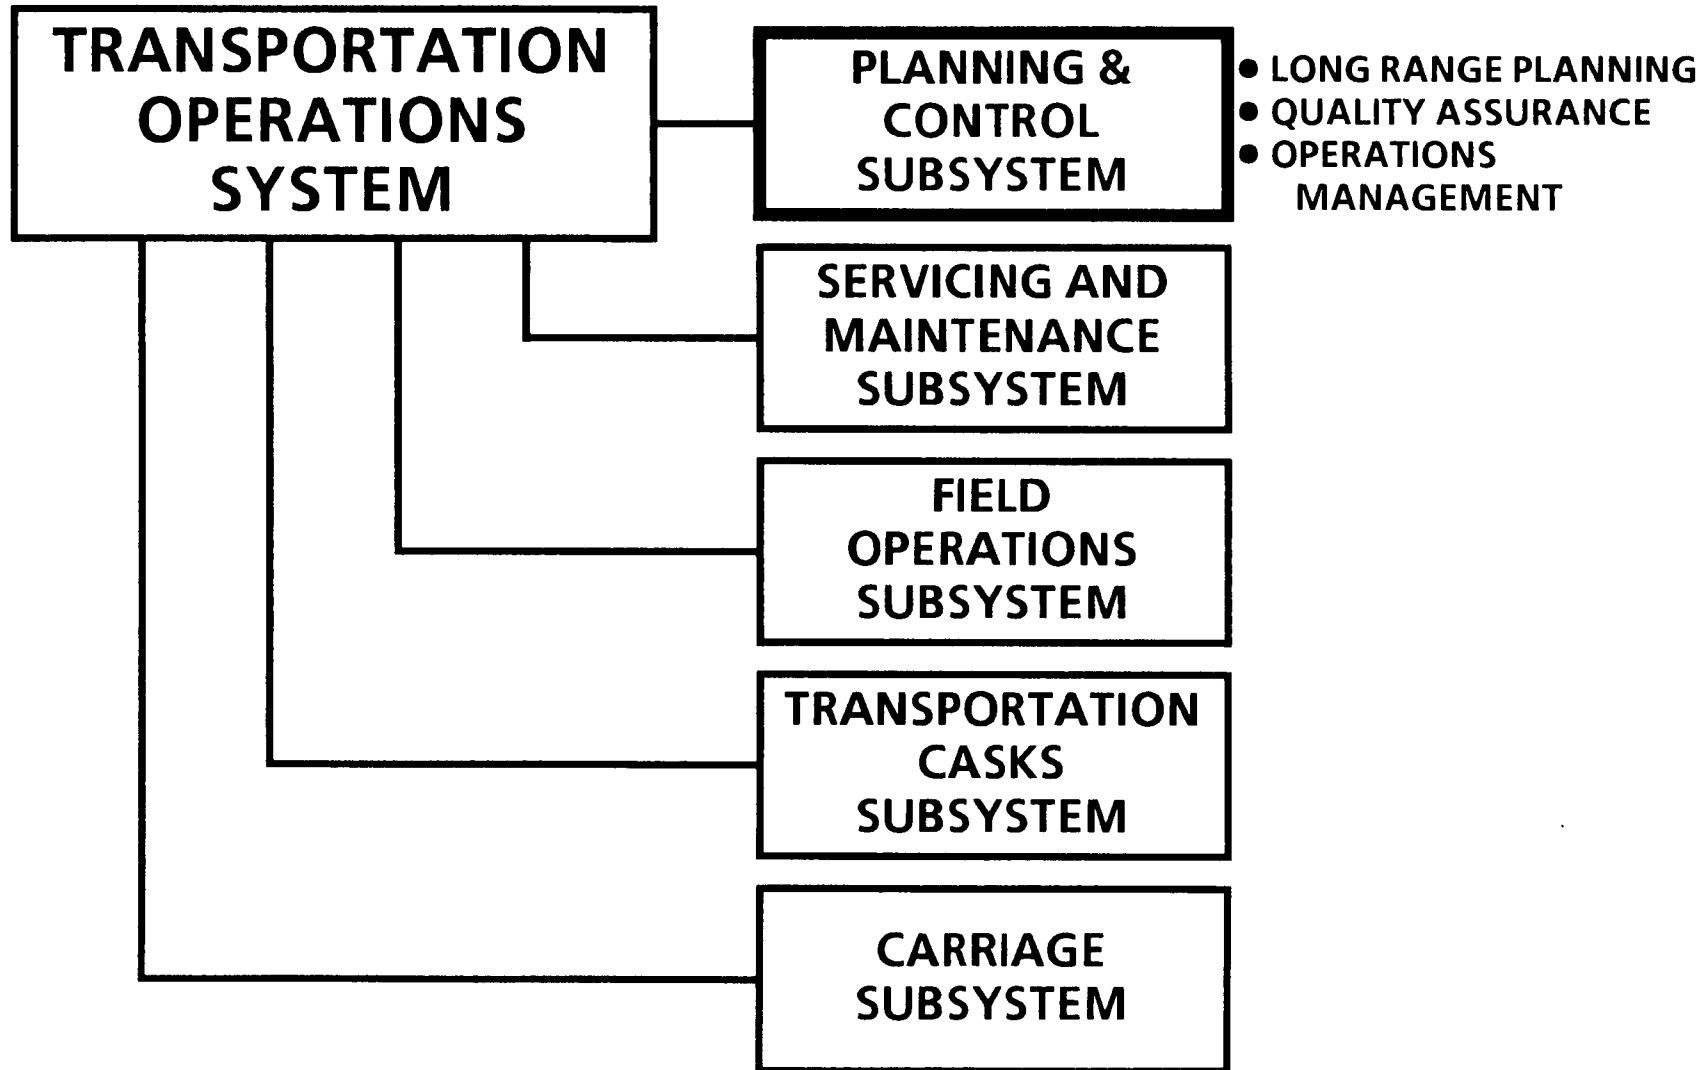 TRANSPORTATION
OPERATIONS
SYSTEM
PLANNING &
CONTROL
SUBSYSTEM
● LONG RANGE PLANNING
● QUALITY ASSURANCE
● OPERATIONS
MANAGEMENT
SERVICING AND
MAINTENANCE
SUBSYSTEM
FIELD
OPERATIONS
SUBSYSTEM
TRANSPORTATION
CASKS
SUBSYSTEM
CARRIAGE
SUBSYSTEM